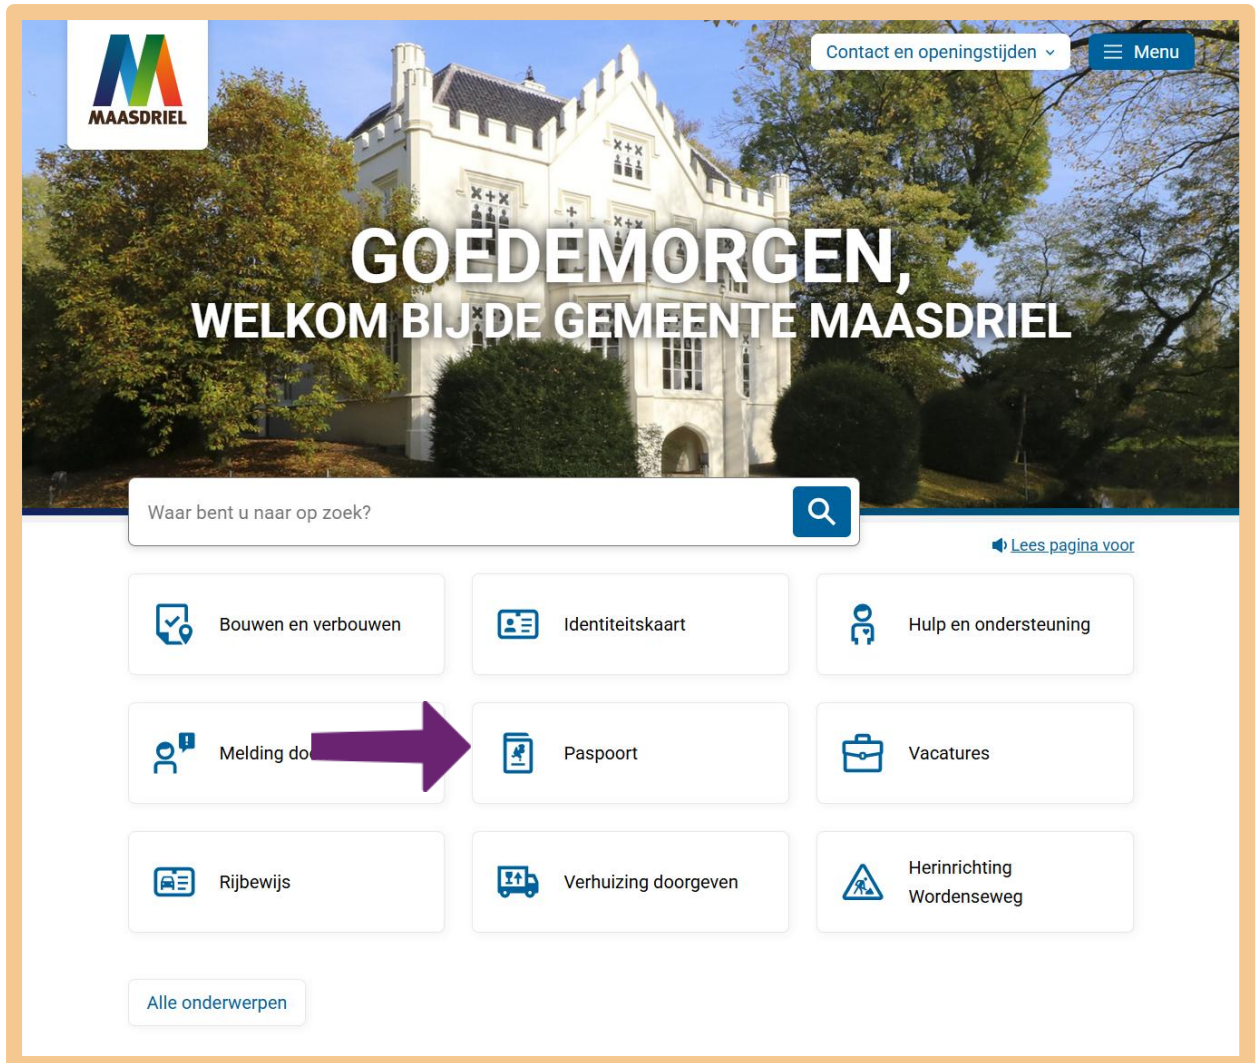 MAASDRIEL
Contact en openingstijden
Menu
GOEDEMORGEN,
WELKOM BIJ DE GEMEENTE MAASDRIEL
Waar bent u naar op zoek?
Lees pagina voor
Bouwen en verbouwen
Identiteitskaart
Hulp en ondersteuning
Melding
Paspoort
Vacatures
Rijbewijs
Verhuizing doorgeven
Herinrichting
Wordenseweg
Alle onderwerpen